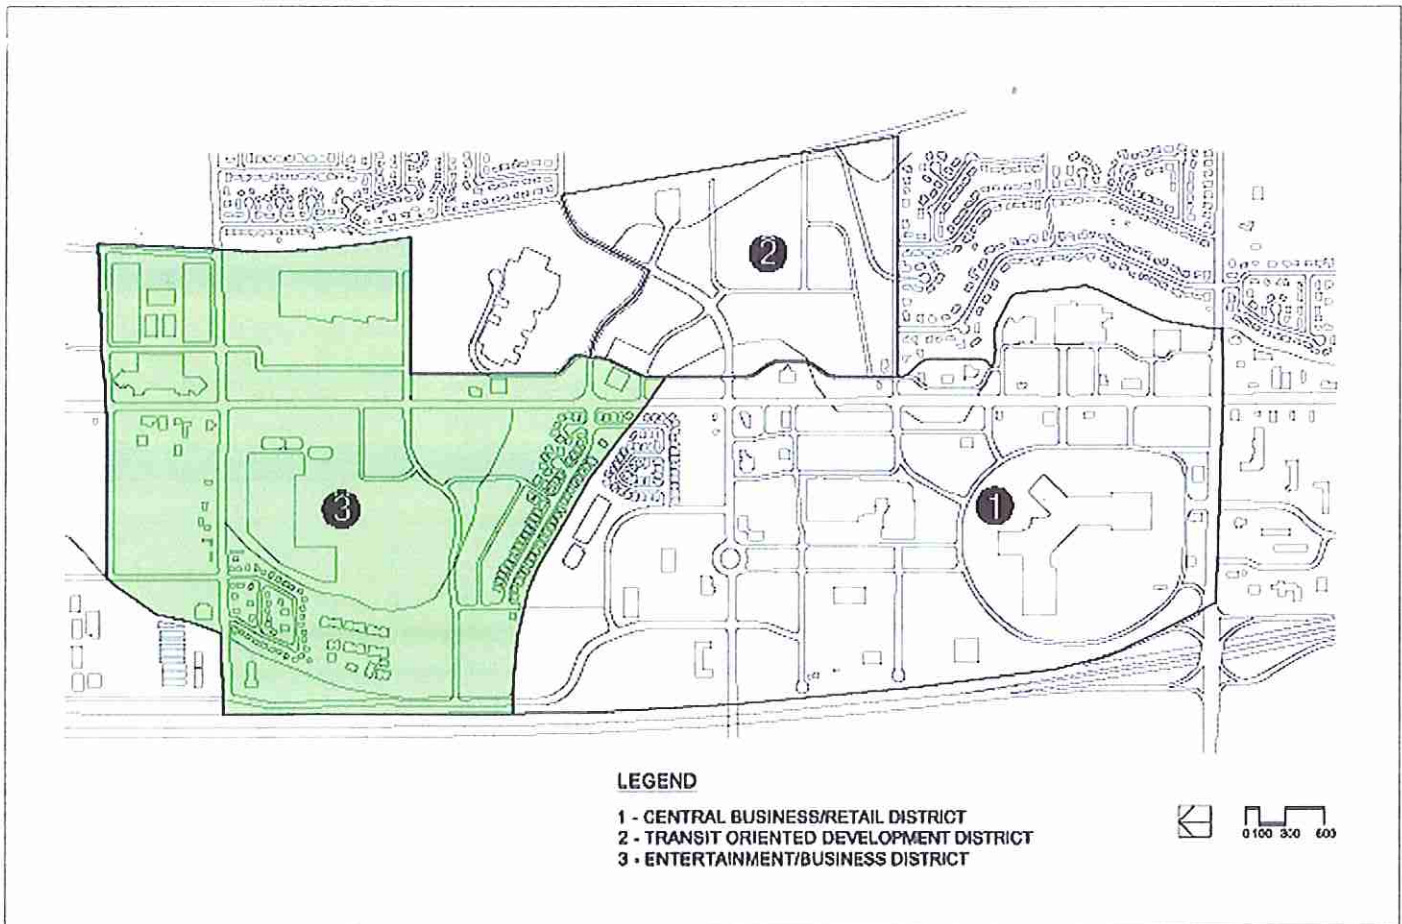 2
3
1
LEGEND
1 - CENTRAL BUSINESS/RETAIL DISTRICT
2 - TRANSIT ORIENTED DEVELOPMENT DISTRICT
3 - ENTERTAINMENT/BUSINESS DISTRICT
0 100 300 600